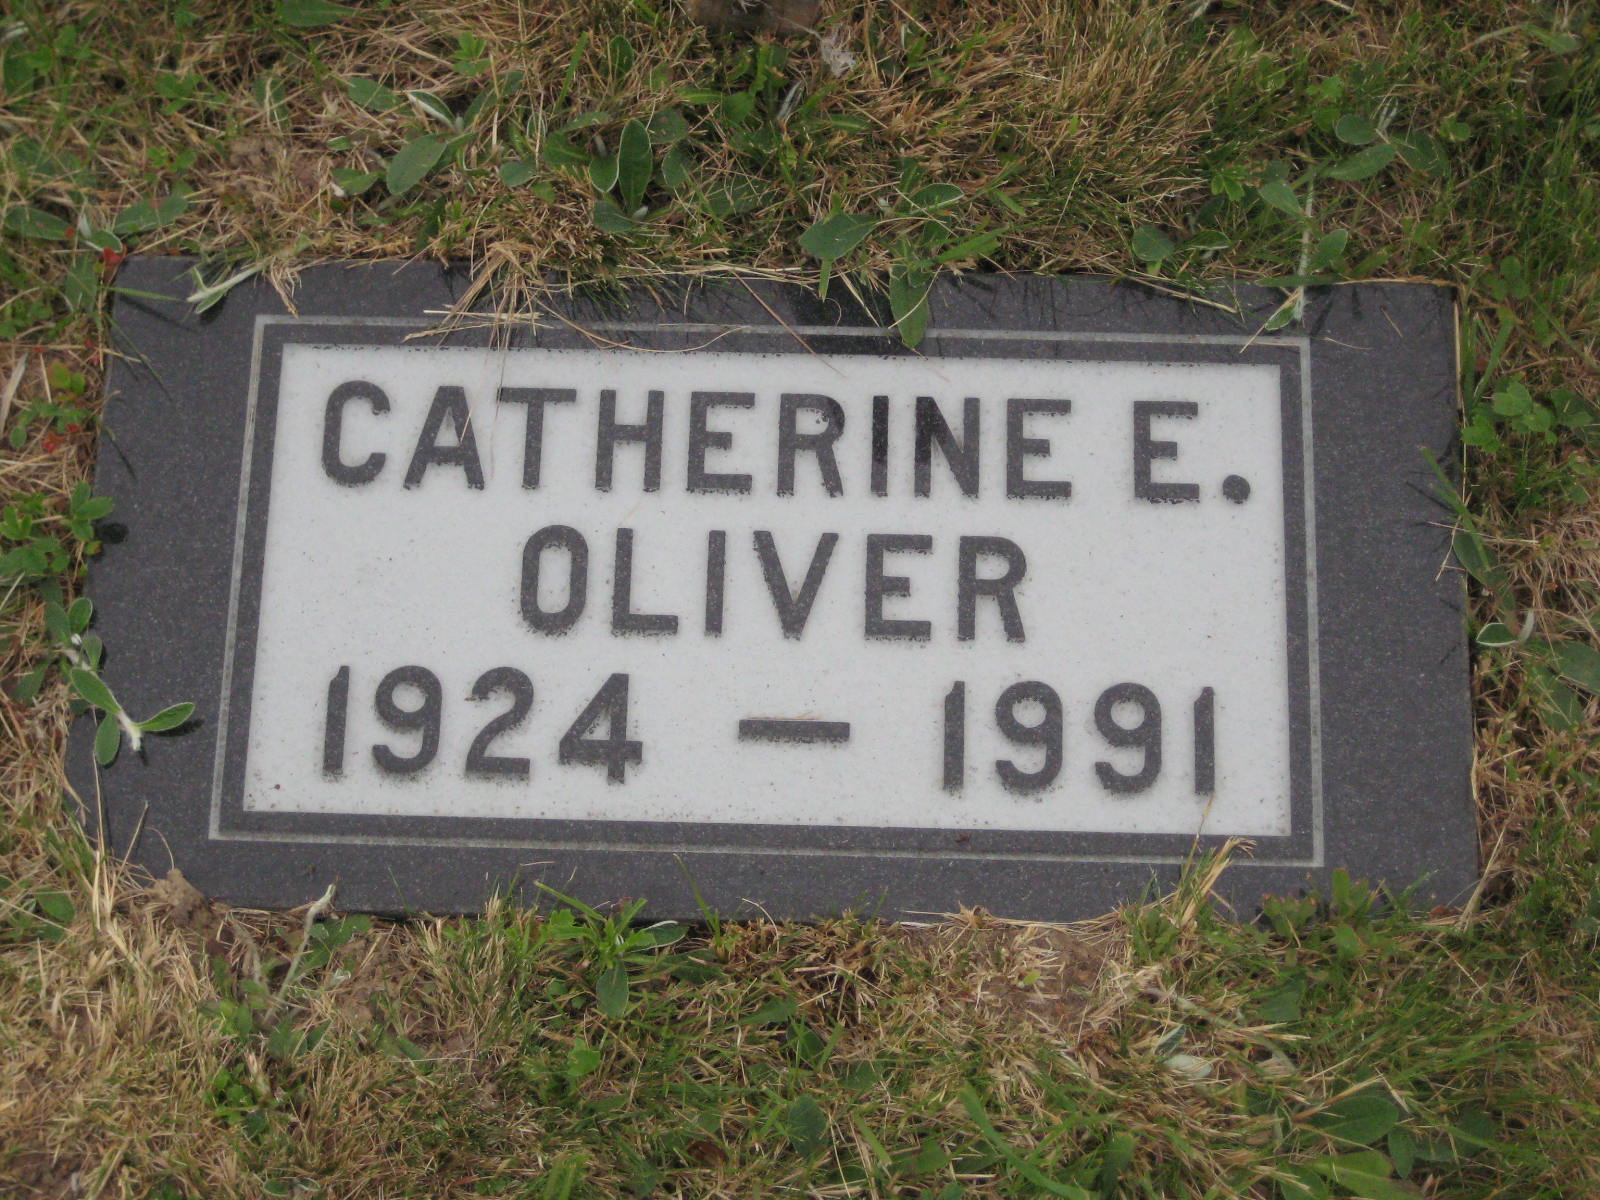 CATHERINE E.
OLIVER
1924 — 1991